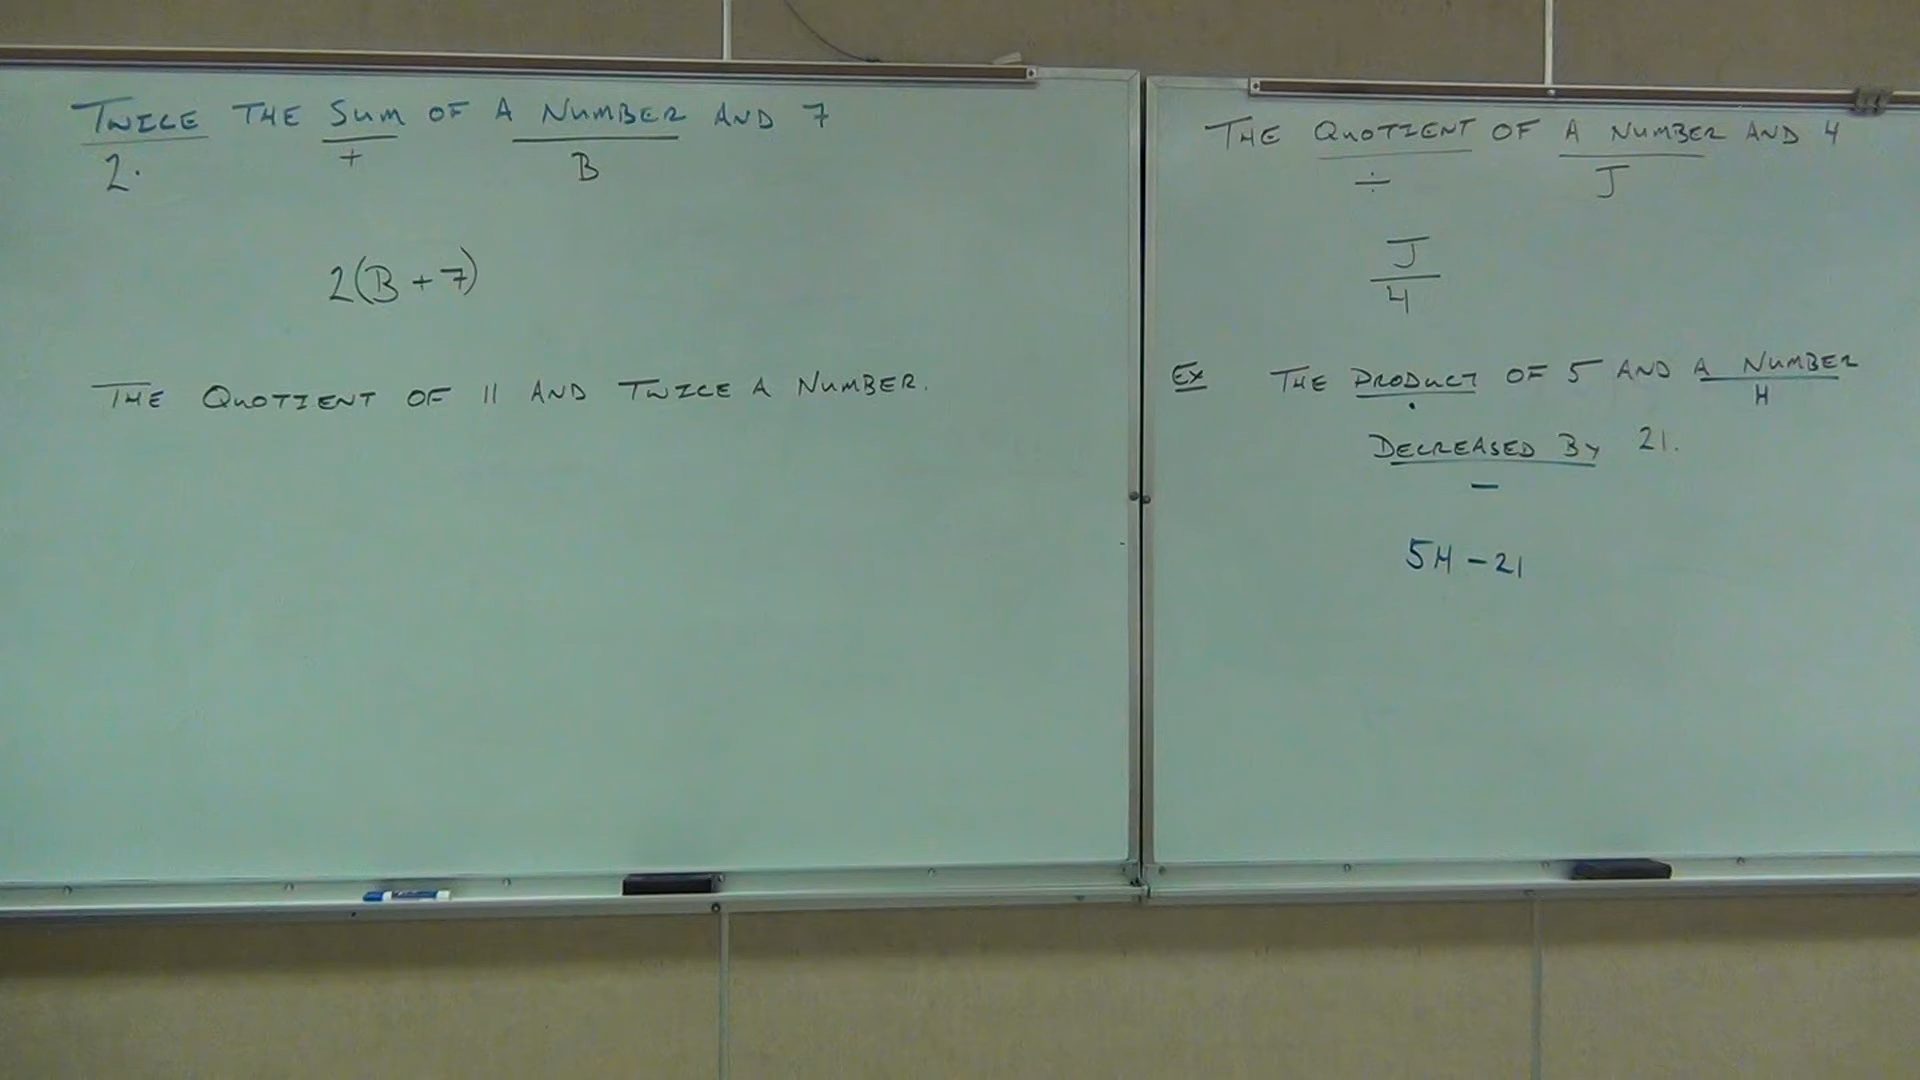 TWICE THE SUM OF A NUMBER AND 7
2· + B
2(B + 7)
THE QUOTIENT OF 11 AND TWICE A NUMBER.
THE QUOTIENT OF A NUMBER AND 4
÷ J
J
4
EX THE PRODUCT OF 5 AND A NUMBER
· H
DECREASED BY 21.
−
5H − 21